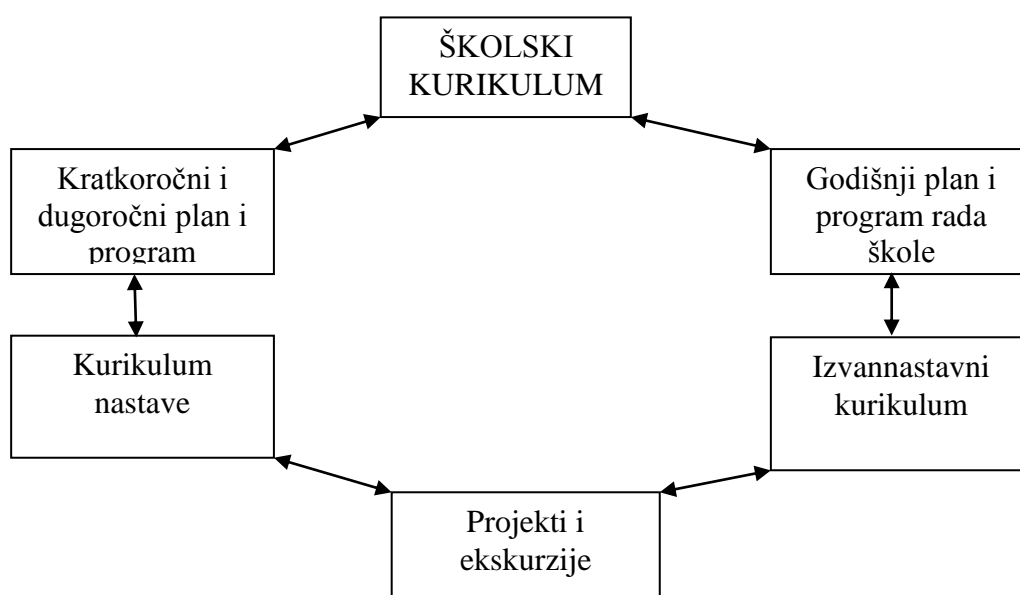 ŠKOLSKI
KURIKULUM
Kratkoročni i
dugoročni plan i
program
Godišnji plan i
program rada
škole
Kurikulum
nastave
Izvannastavni
kurikulum
Projekti i
ekskurzije